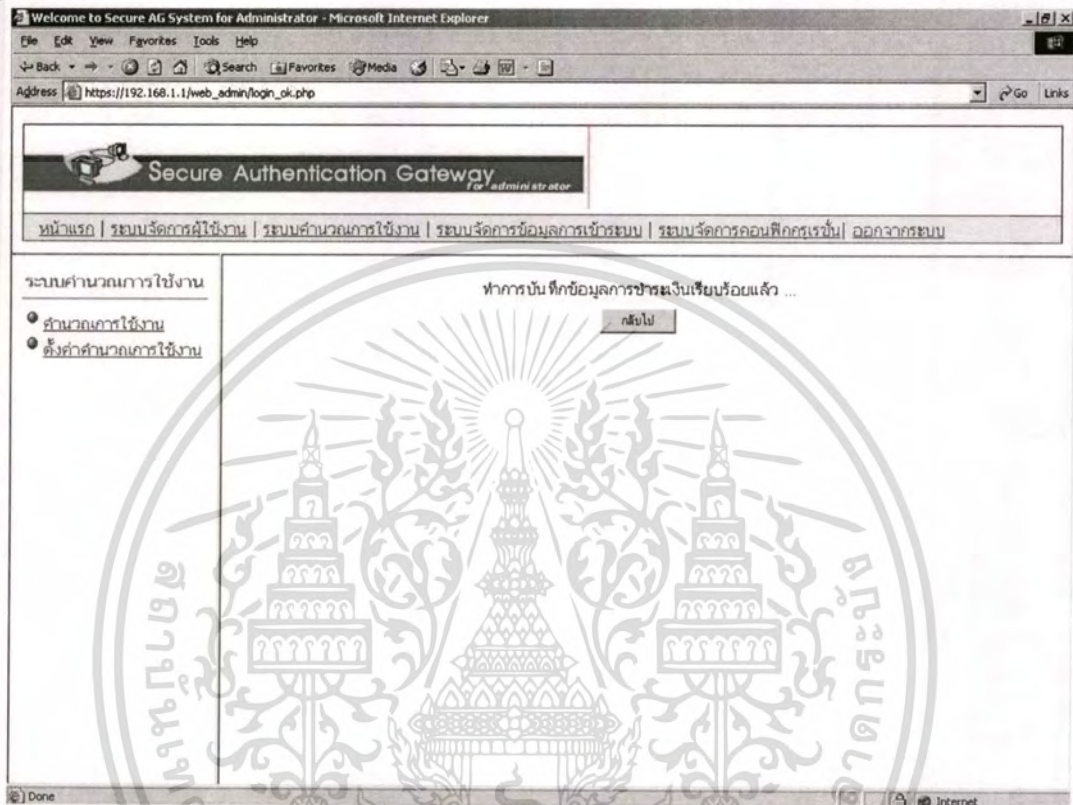 Welcome to Secure AG System for Administrator - Microsoft Internet Explorer
File Edit View Favorites Tools Help
Back Search Favorites Media
Address https://192.168.1.1/web_admin/login_ok.php Go Links
Secure Authentication Gateway
for administrator
หน้าแรก | ระบบจัดการผู้ใช้งาน | ระบบคำนวณการใช้งาน | ระบบจัดการข้อมูลการเข้าระบบ | ระบบจัดการคอนฟิกกูเรชั่น| ออกจากระบบ
ระบบคำนวณการใช้งาน
คำนวณการใช้งาน
ตั้งค่าคำนวณการใช้งาน
ทำการบันทึกข้อมูลการชำระเงินเรียบร้อยแล้ว ...
กลับไป
Done Internet